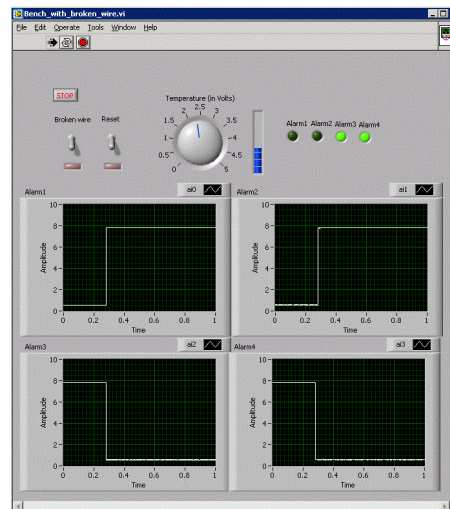 Bench_with_broken_wire.vi
File Edit Operate Tools Window Help
STOP
Broken wire Reset
Temperature (in Volts)
0 0.5 1 1.5 2 2.5 3 3.5 4 4.5 5
Alarm1 Alarm2 Alarm3 Alarm4
Alarm1 ai0
Amplitude
10
8
6
4
2
0
0 0.2 0.4 0.6 0.8 1
Time
Alarm2 ai1
Amplitude
10
8
6
4
2
0
0 0.2 0.4 0.6 0.8 1
Time
Alarm3 ai2
Amplitude
10
8
6
4
2
0
0 0.2 0.4 0.6 0.8 1
Time
Alarm4 ai3
Amplitude
10
8
6
4
2
0
0 0.2 0.4 0.6 0.8 1
Time